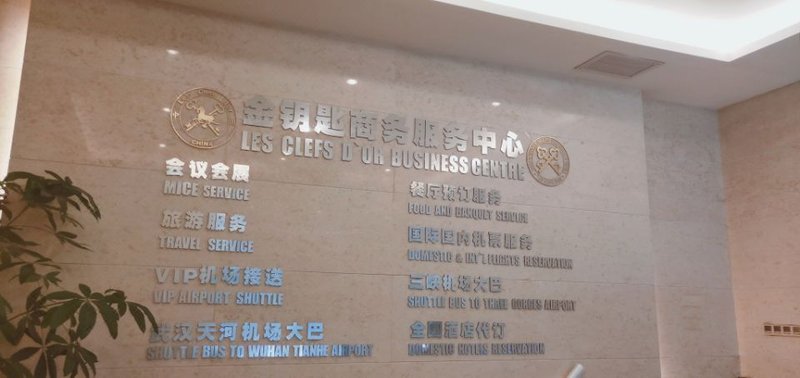 金钥匙商务服务中心
LES CLEFS D'OR BUSINESS CENTRE
CHINA
会议会展
MICE SERVICE
旅游服务
TRAVEL SERVICE
VIP机场接送
VIP AIRPORT SHUTTLE
武汉天河机场大巴
SHUTTLE BUS TO WUHAN TIANHE AIRPORT
餐厅预订服务
FOOD AND BANQUET SERVICE
国际国内机票服务
DOMESTIC & INT'L FLIGHTS RESERVATION
三峡机场大巴
SHUTTLE BUS TO THREE GORGES AIRPORT
全国酒店代订
DOMESTIC HOTELS RESERVATION